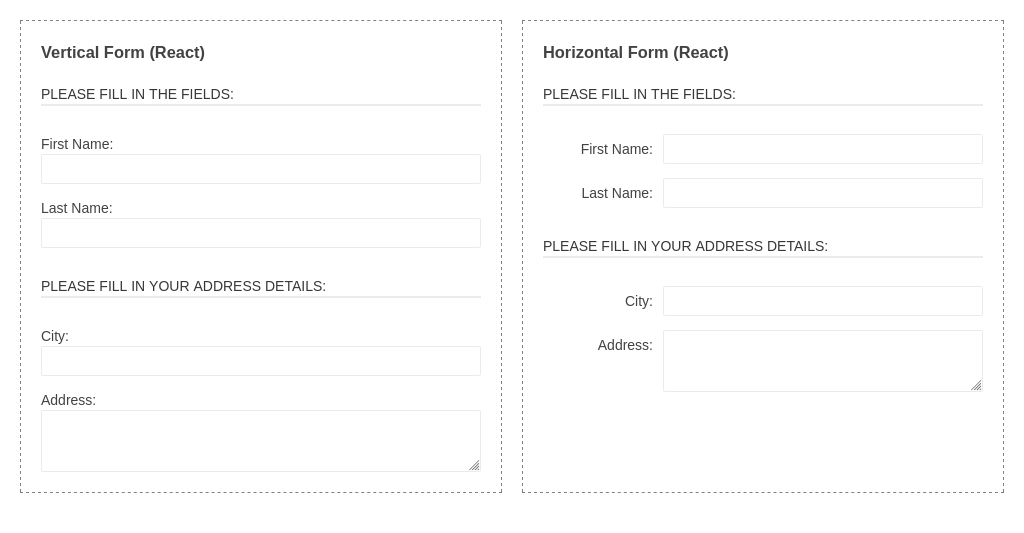 Vertical Form (React)
PLEASE FILL IN THE FIELDS:
First Name:
Last Name:
PLEASE FILL IN YOUR ADDRESS DETAILS:
City:
Address:
Horizontal Form (React)
PLEASE FILL IN THE FIELDS:
First Name:
Last Name:
PLEASE FILL IN YOUR ADDRESS DETAILS:
City:
Address: